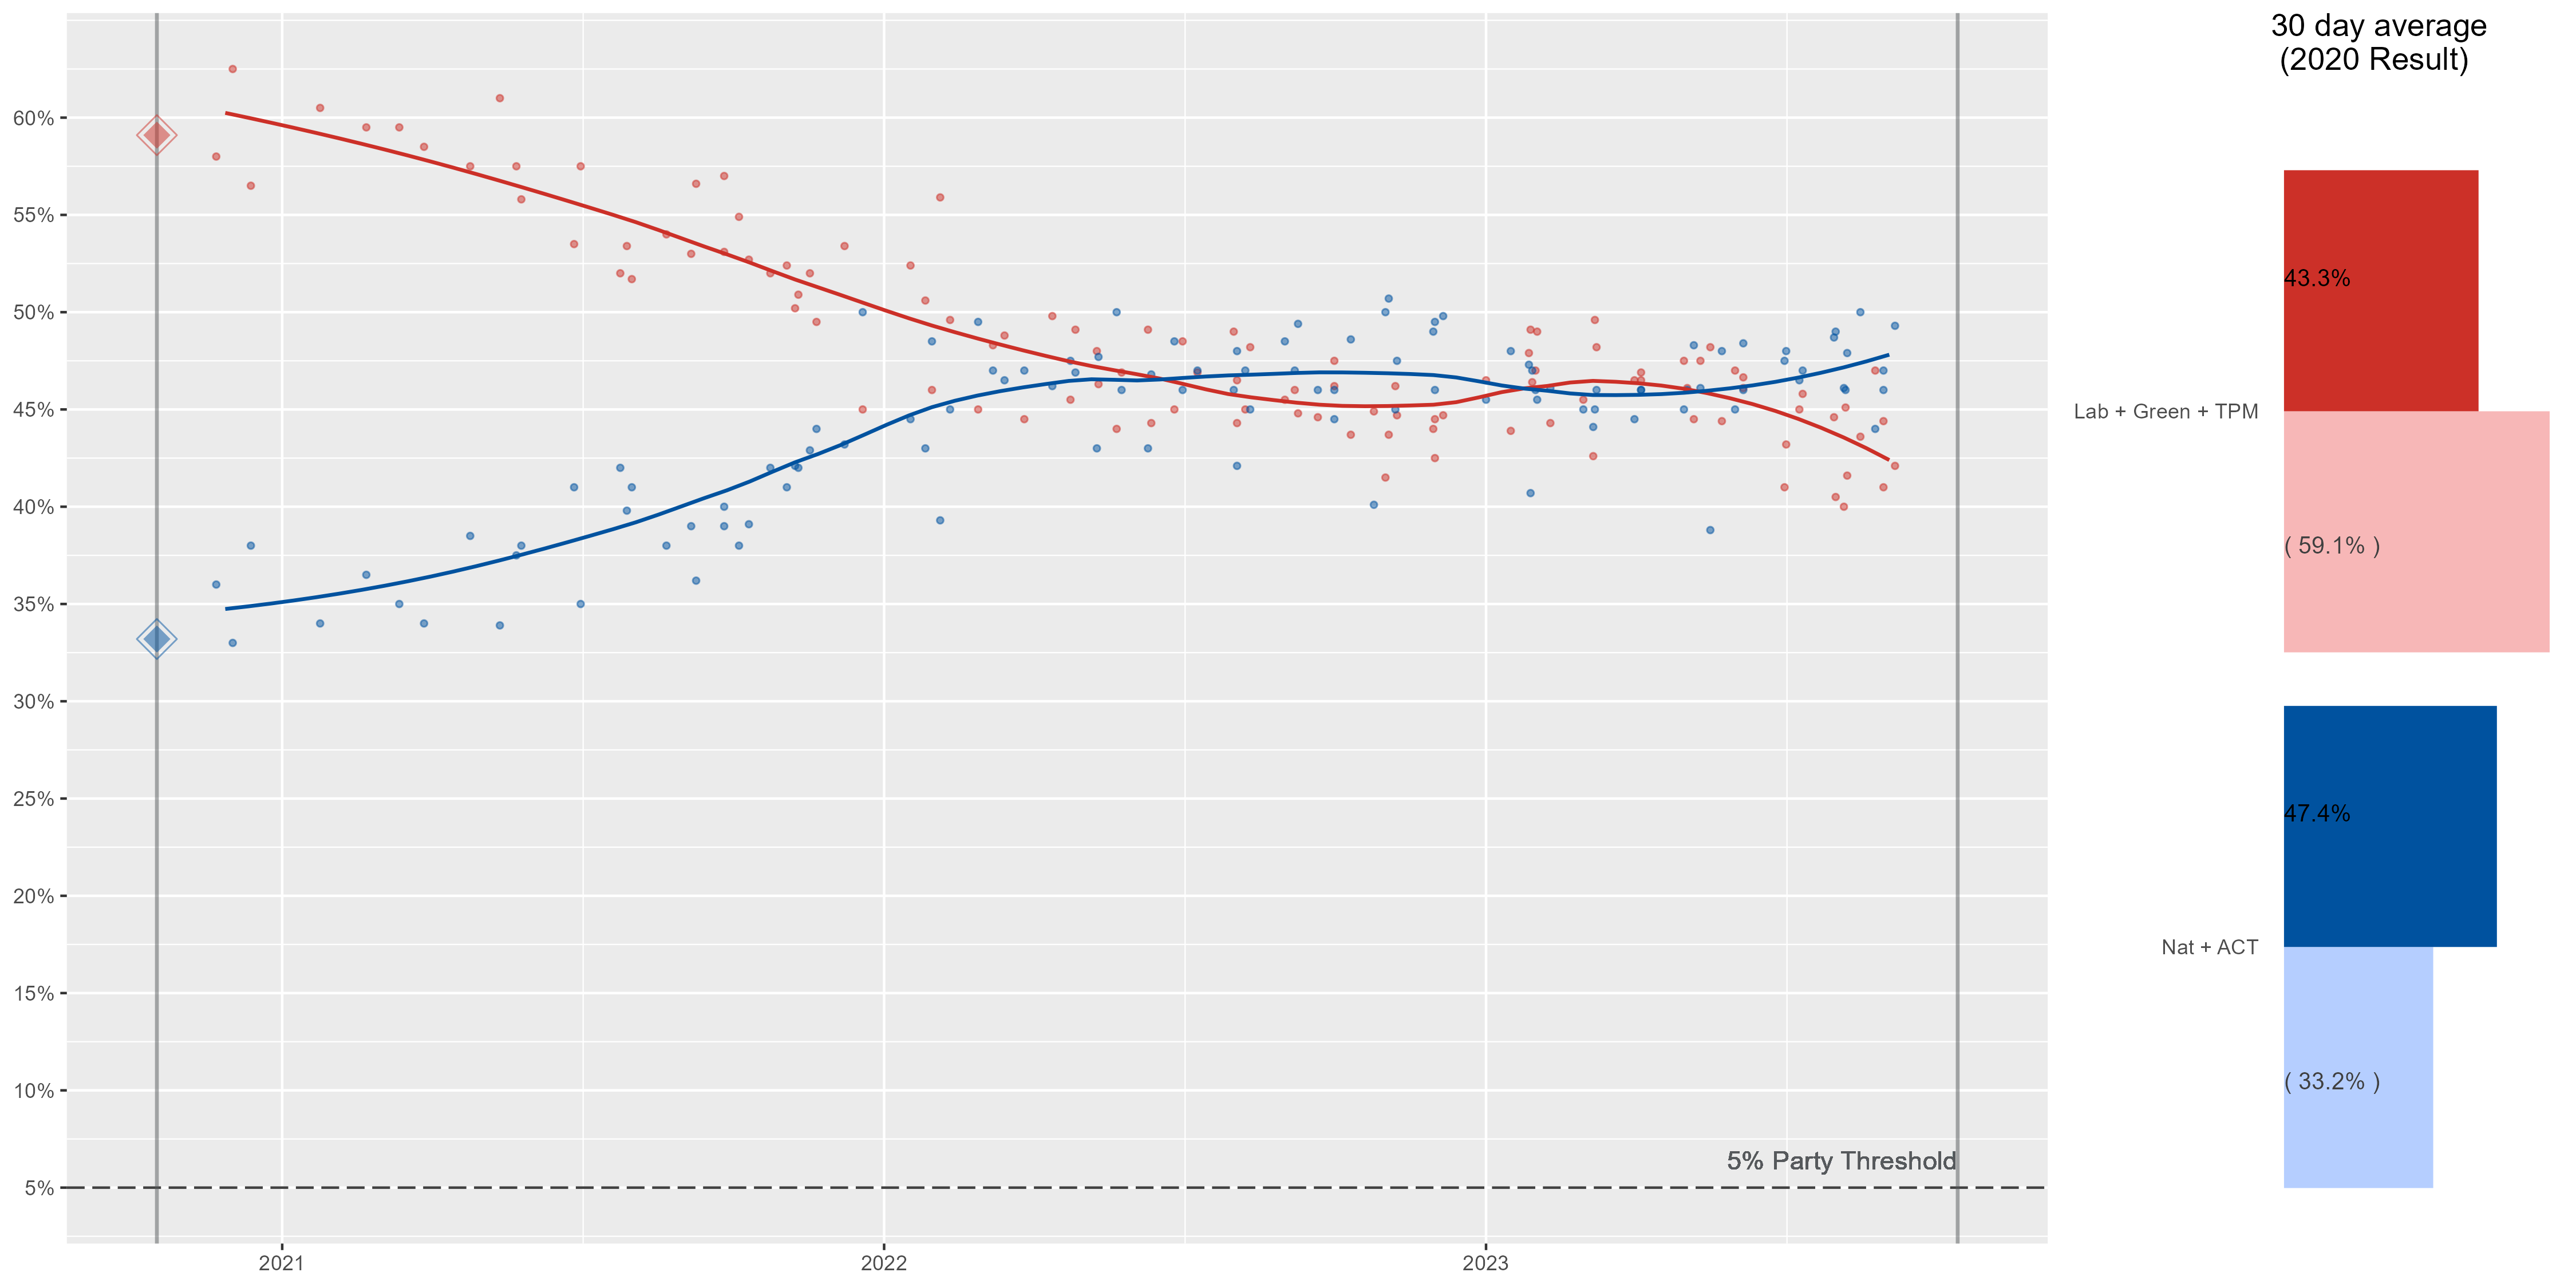 30 day average
(2020 Result)
60%
55%
50%
45%
40%
35%
30%
25%
20%
15%
10%
5%
5% Party Threshold
2021
2022
2023
Lab + Green + TPM
43.3%
( 59.1% )
Nat + ACT
47.4%
( 33.2% )